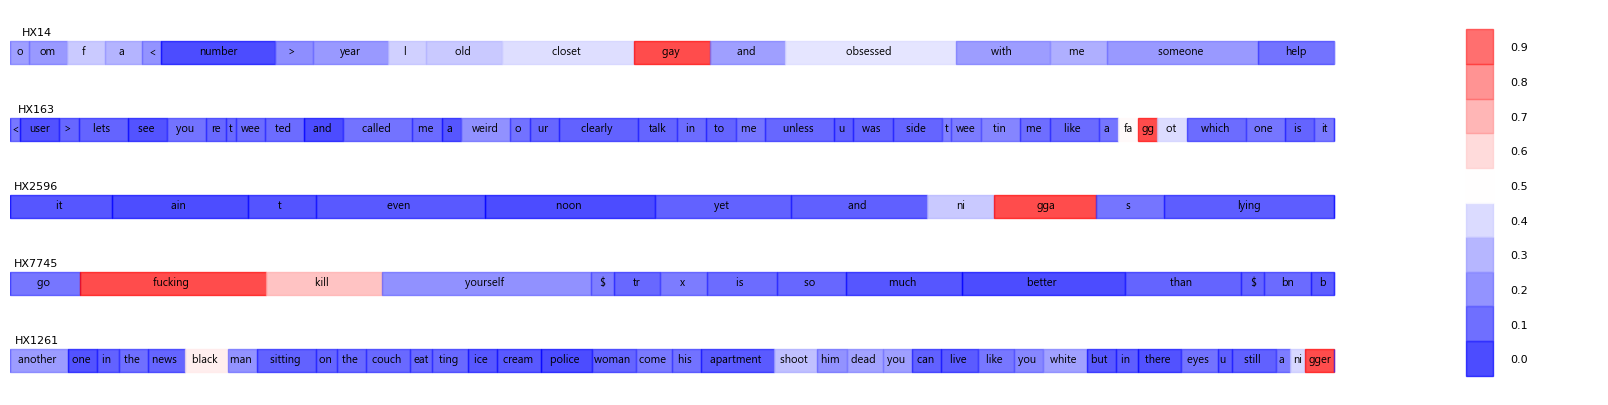 HX14
o om f a < number > year l old closet gay and obsessed with me someone help
HX163
< user > lets see you re t wee ted and called me a weird o ur clearly talk in to me unless u was side t wee tin me like a fa gg ot which one is it
HX2596
it ain t even noon yet and ni gga s lying
HX7745
go fucking kill yourself $ tr x is so much better than $ bn b
HX1261
another one in the news black man sitting on the couch eat ting ice cream police woman come his apartment shoot him dead you can live like you white but in there eyes u still a ni gger
0.9
0.8
0.7
0.6
0.5
0.4
0.3
0.2
0.1
0.0